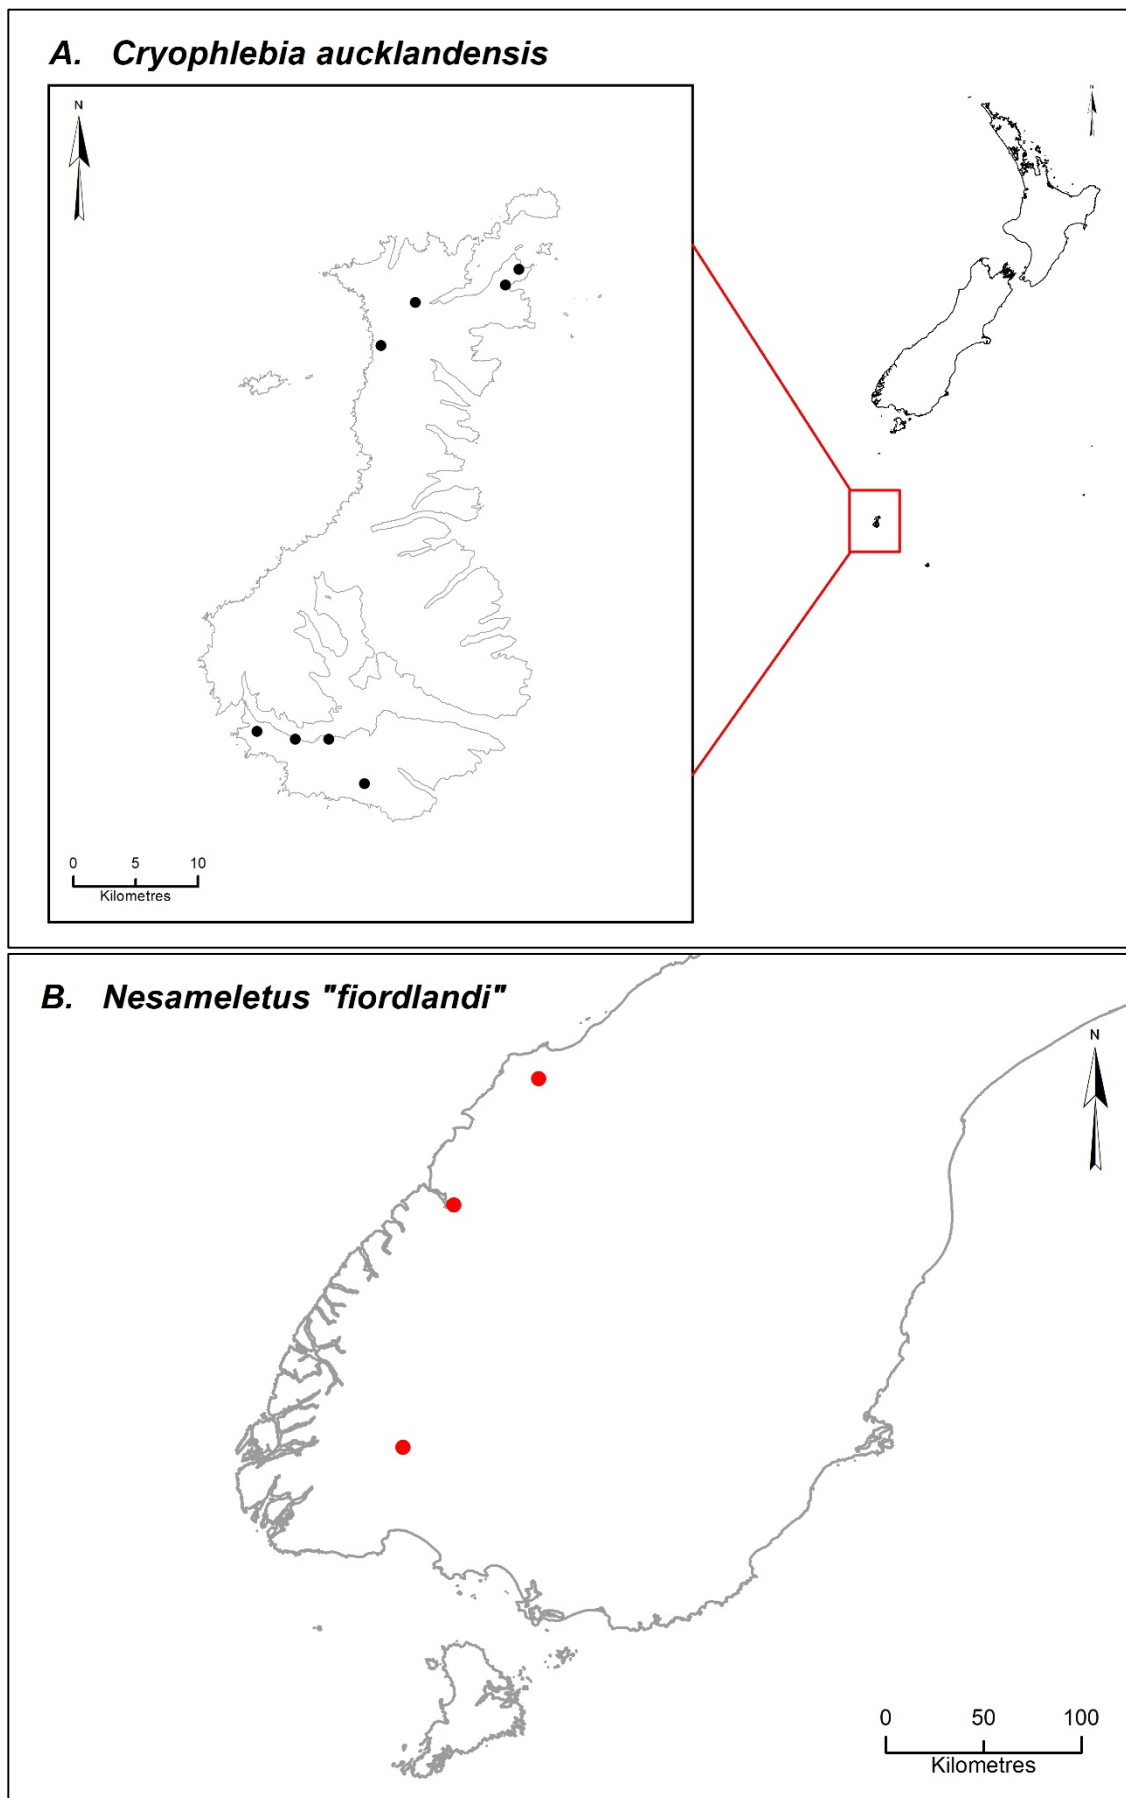 A. Cryophlebia aucklandensis
N
N
0 5 10
Kilometres
B. Nesameletus "fiordlandi"
N
0 50 100
Kilometres